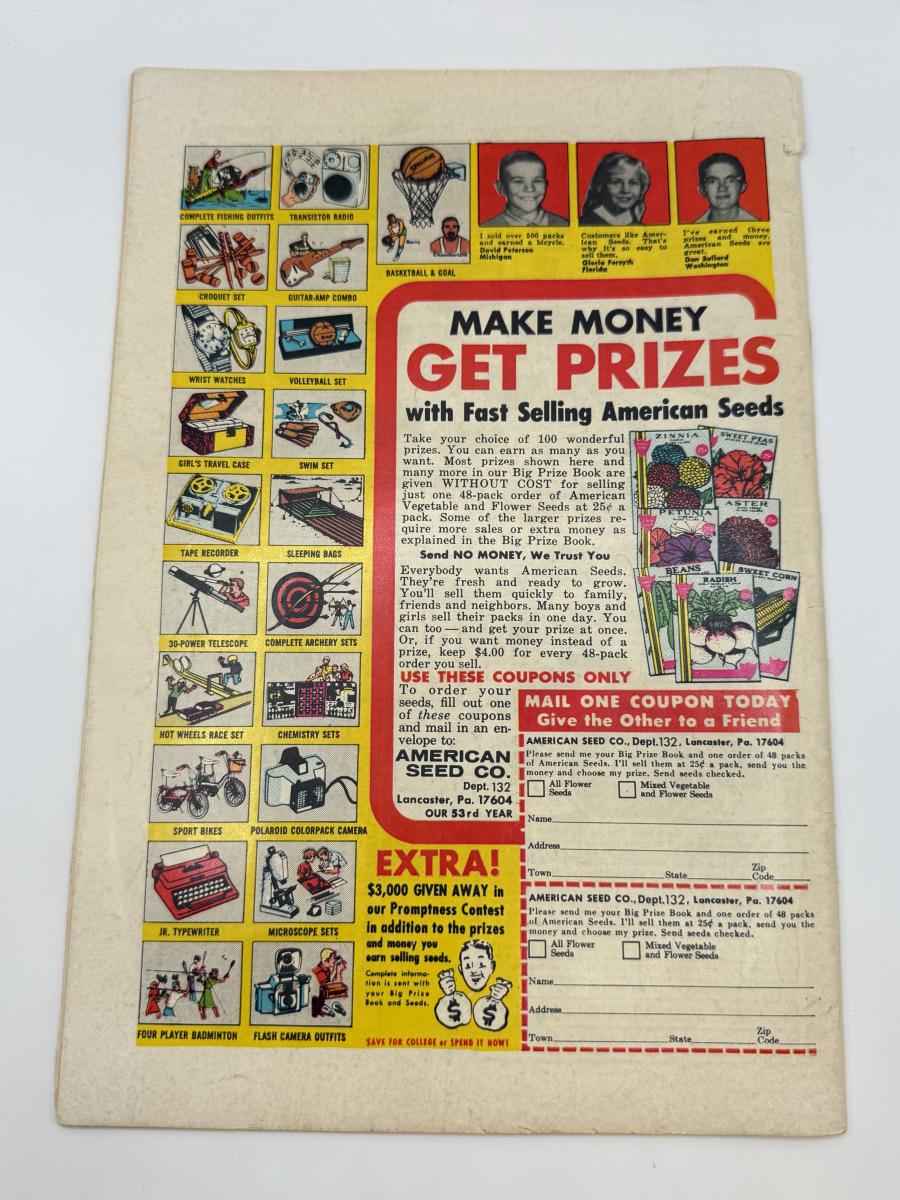 COMPLETE FISHING OUTFITS
TRANSISTOR RADIO
CROQUET SET
GUITAR-AMP COMBO
WRIST WATCHES
VOLLEYBALL SET
GIRL'S TRAVEL CASE
SWIM SET
TAPE RECORDER
SLEEPING BAGS
30-POWER TELESCOPE
COMPLETE ARCHERY SETS
HOT WHEELS RACE SET
CHEMISTRY SETS
SPORT BIKES
POLAROID COLORPACK CAMERA
JR. TYPEWRITER
MICROSCOPE SETS
FOUR PLAYER BADMINTON
FLASH CAMERA OUTFITS
SPALDING
Barry
BASKETBALL & GOAL
I sold over 500 packs
and earned a bicycle.
David Peterson
Michigan
Customers like Amer-
ican Seeds. That's
why it's so easy to
sell them.
Gloria Forsyth
Florida
I've earned three
prizes and money.
American Seeds are
great.
Dan Sullard
Washington
MAKE MONEY
GET PRIZES
with Fast Selling American Seeds
Take your choice of 100 wonderful
prizes. You can earn as many as you
want. Most prizes shown here and
many more in our Big Prize Book are
given WITHOUT COST for selling
just one 48-pack order of American
Vegetable and Flower Seeds at 25¢ a
pack. Some of the larger prizes re-
quire more sales or extra money as
explained in the Big Prize Book.
Send NO MONEY, We Trust You
Everybody wants American Seeds.
They're fresh and ready to grow.
You'll sell them quickly to family,
friends and neighbors. Many boys and
girls sell their packs in one day. You
can too — and get your prize at once.
Or, if you want money instead of a
prize, keep $4.00 for every 48-pack
order you sell.
ZINNIA
SWEET PEAS
PETUNIA
ASTER
BEANS
RADISH
SWEET CORN
USE THESE COUPONS ONLY
To order your
seeds, fill out one
of these coupons
and mail in an en-
velope to:
AMERICAN
SEED CO.
Dept. 132
Lancaster, Pa. 17604
OUR 53rd YEAR
EXTRA!
$3,000 GIVEN AWAY in
our Promptness Contest
in addition to the prizes
and money you
earn selling seeds.
Complete informa-
tion is sent with
your Big Prize
Book and Seeds.
$ $
SAVE FOR COLLEGE or SPEND IT NOW!
MAIL ONE COUPON TODAY
Give the Other to a Friend
AMERICAN SEED CO., Dept.132, Lancaster, Pa. 17604
Please send me your Big Prize Book and one order of 48 packs
of American Seeds. I'll sell them at 25¢ a pack, send you the
money and choose my prize. Send seeds checked.
All Flower
Seeds
Mixed Vegetable
and Flower Seeds
Name
Address
Town State Zip Code
AMERICAN SEED CO., Dept.132, Lancaster, Pa. 17604
Please send me your Big Prize Book and one order of 48 packs
of American Seeds. I'll sell them at 25¢ a pack, send you the
money and choose my prize. Send seeds checked.
All Flower
Seeds
Mixed Vegetable
and Flower Seeds
Name
Address
Town State Zip Code